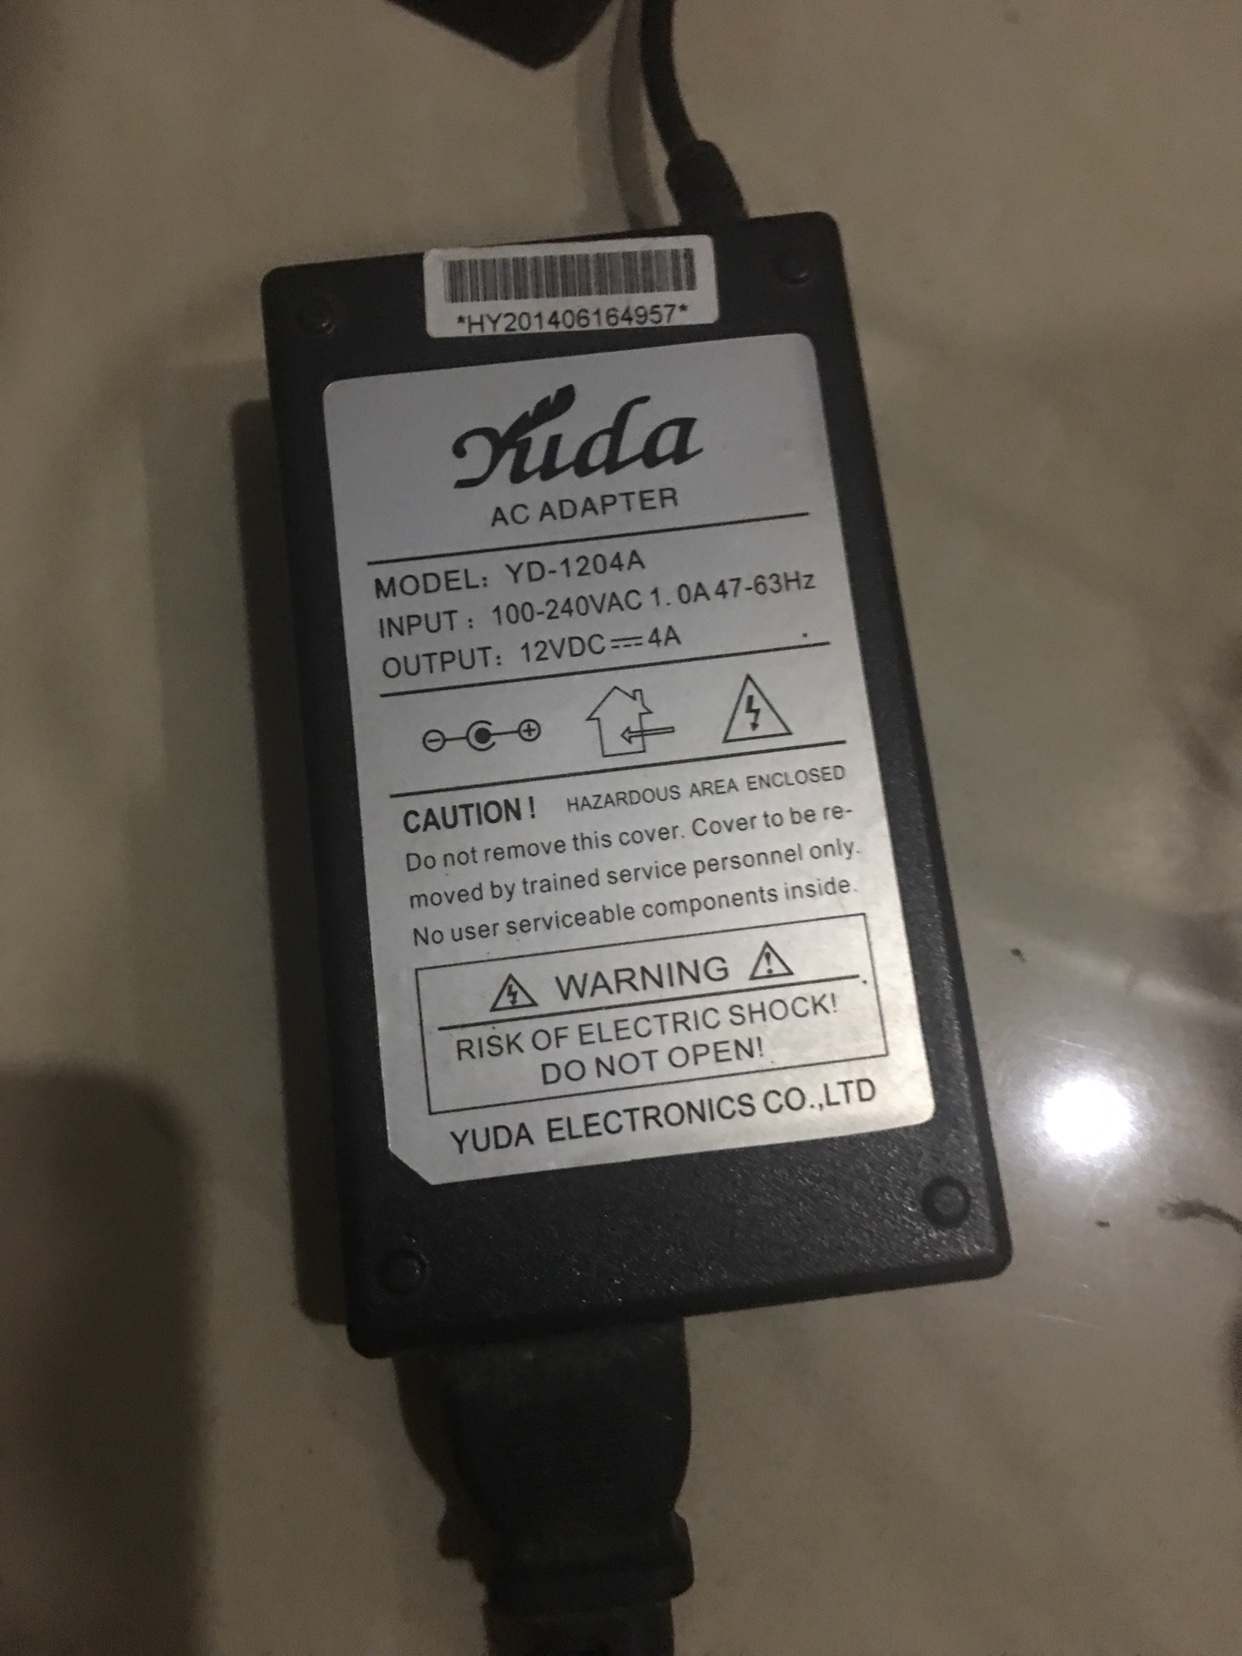 *HY201406164957*
Yuda
AC ADAPTER
MODEL: YD-1204A
INPUT : 100-240VAC 1.0A 47-63Hz
OUTPUT: 12VDC⎓4A
CAUTION! HAZARDOUS AREA ENCLOSED
Do not remove this cover. Cover to be re-
moved by trained service personnel only.
No user serviceable components inside.
WARNING
RISK OF ELECTRIC SHOCK!
DO NOT OPEN!
YUDA ELECTRONICS CO.,LTD